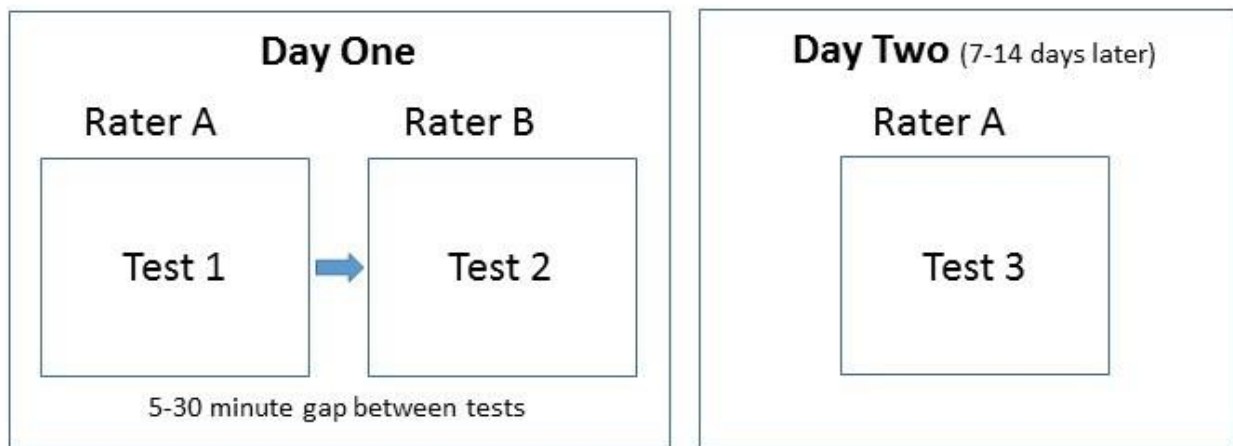 Day One
Rater A
Rater B
Test 1
Test 2
5-30 minute gap between tests
Day Two (7-14 days later)
Rater A
Test 3